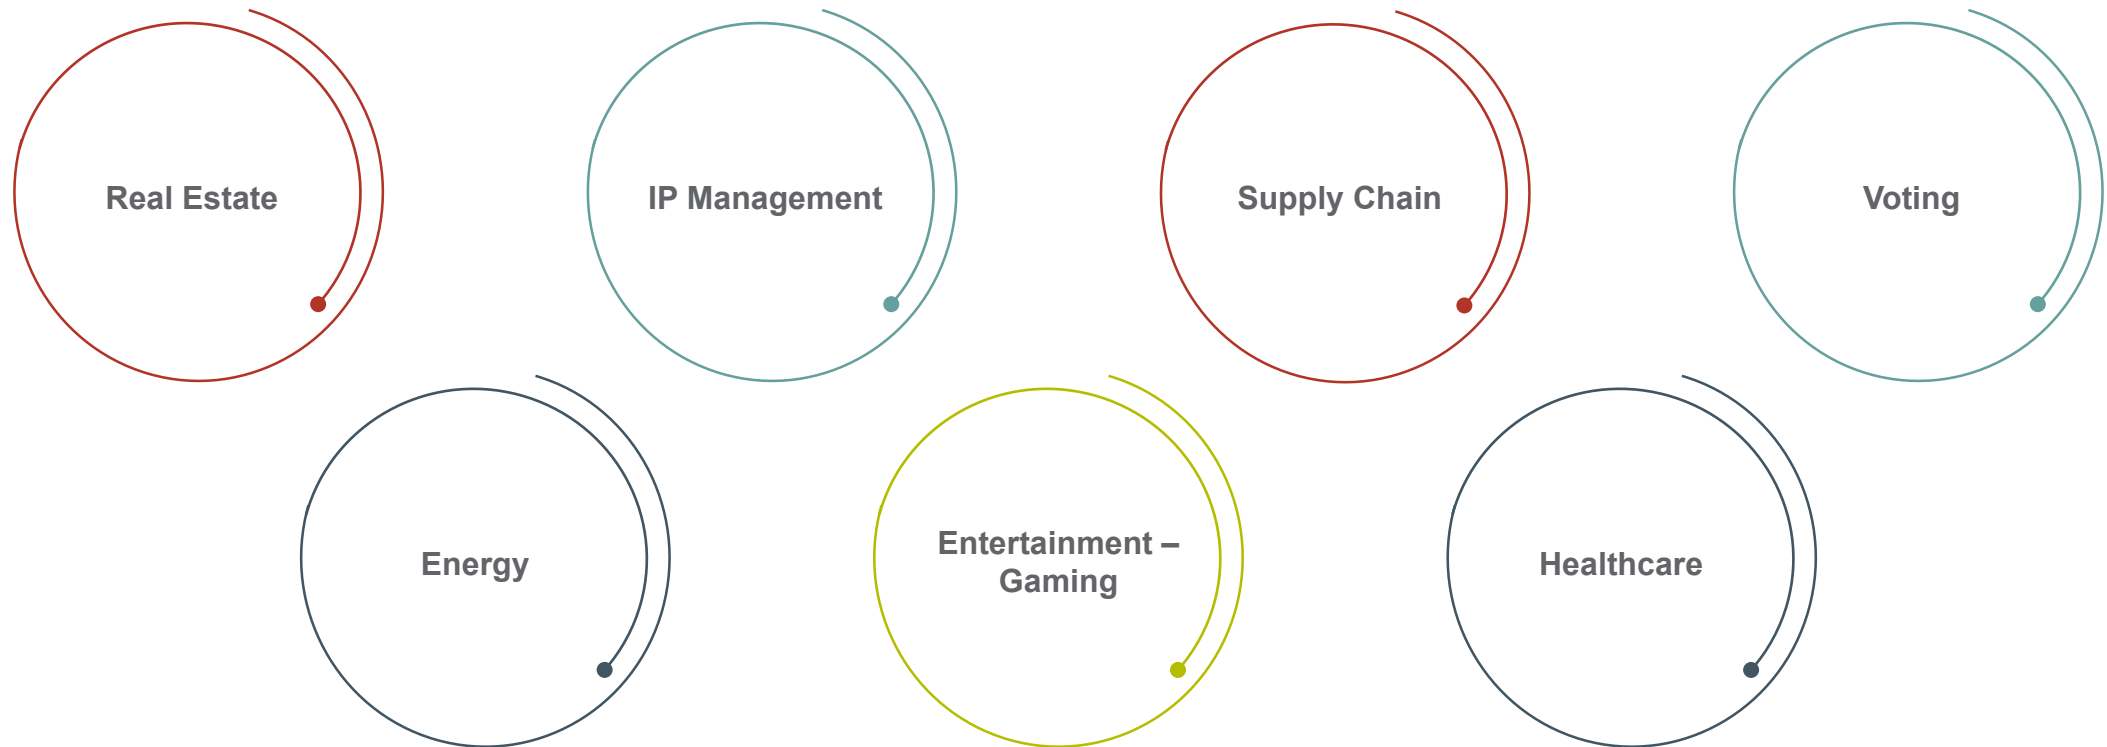 Real Estate
IP Management
Supply Chain
Voting
Energy
Entertainment –
Gaming
Healthcare